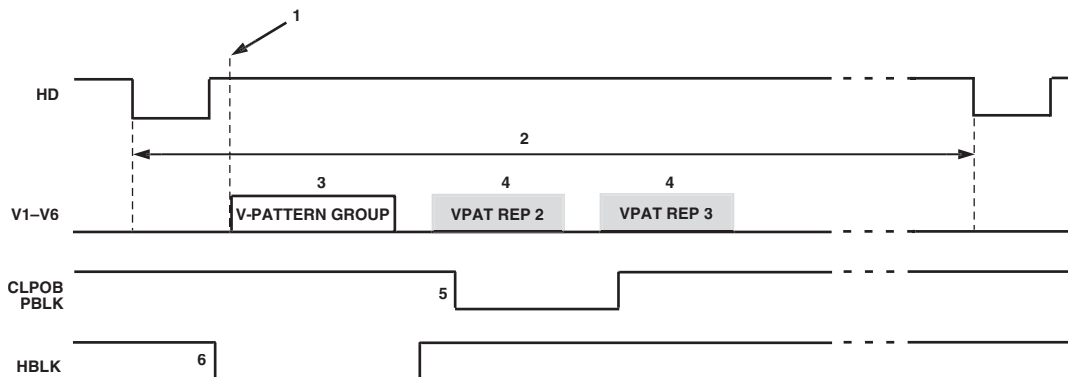 1
HD
2
3
4
4
V1–V6
V-PATTERN GROUP
VPAT REP 2
VPAT REP 3
CLPOB
PBLK
5
HBLK
6